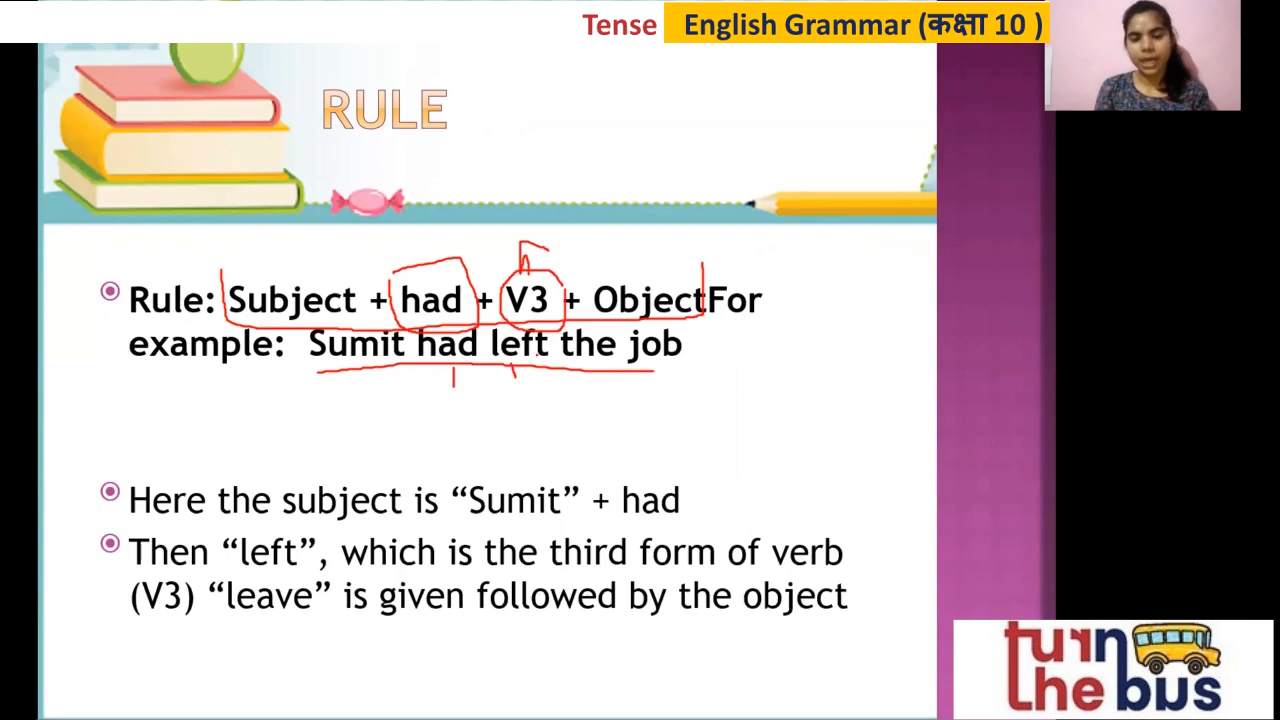 Tense English Grammar (कक्षा 10 )
RULE
Rule: Subject + had + V3 + ObjectFor
example: Sumit had left the job
Here the subject is “Sumit” + had
Then “left”, which is the third form of verb
(V3) “leave” is given followed by the object
turn
the bus